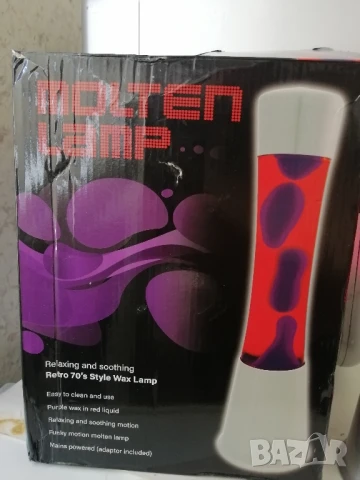 MOLTEN
LAMP
Relaxing and soothing
Retro 70's Style Wax Lamp
Easy to clean and use
Purple wax in red liquid
Relaxing and soothing motion
Funky motion molten lamp
Mains powered (adaptor included)
BAZAR